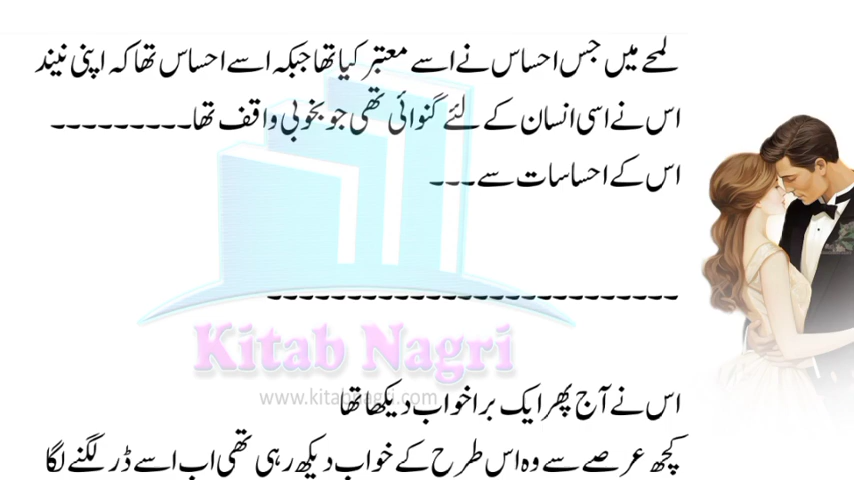 لمحے میں جس احساس نے اسے معتبر کیا تھا جبکہ اسے احساس تھا کہ اپنی نیند
اس نے اسی انسان کے لئے گنوائی تھی جو بخوبی واقف تھا۔۔۔۔۔۔۔۔۔
اس کے احساسات سے۔۔۔
۔۔۔۔۔۔۔۔۔۔۔۔۔۔۔۔۔۔۔۔۔۔۔۔۔۔
Kitab Nagri
www.kitabnagri.com
اس نے آج پھر ایک برا خواب دیکھا تھا
کچھ عرصے سے وہ اس طرح کے خواب دیکھ رہی تھی اب اسے ڈر لگنے لگا